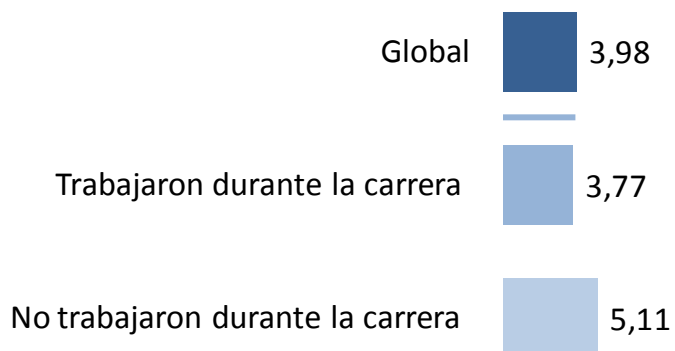 Global 3,98
Trabajaron durante la carrera 3,77
No trabajaron durante la carrera 5,11